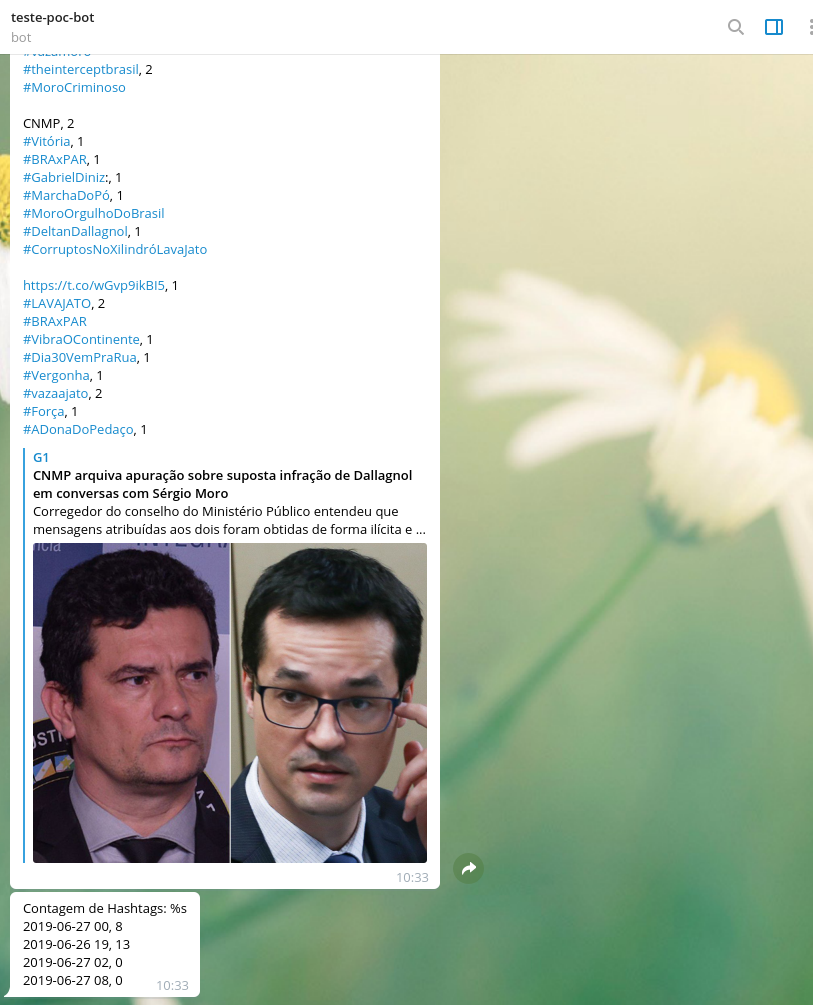 teste-poc-bot
bot
#vazamoro
#theinterceptbrasil, 2
#MoroCriminoso
CNMP, 2
#Vitória, 1
#BRAxPAR, 1
#GabrielDiniz:, 1
#MarchaDoPó, 1
#MoroOrgulhoDoBrasil
#DeltanDallagnol, 1
#CorruptosNoXilindróLavaJato
https://t.co/wGvp9ikBI5, 1
#LAVAJATO, 2
#BRAxPAR
#VibraOContinente, 1
#Dia30VemPraRua, 1
#Vergonha, 1
#vazaajato, 2
#Força, 1
#ADonaDoPedaço, 1
G1
CNMP arquiva apuração sobre suposta infração de Dallagnol
em conversas com Sérgio Moro
Corregedor do conselho do Ministério Público entendeu que
mensagens atribuídas aos dois foram obtidas de forma ilícita e ...
10:33
Contagem de Hashtags: %s
2019-06-27 00, 8
2019-06-26 19, 13
2019-06-27 02, 0
2019-06-27 08, 0
10:33